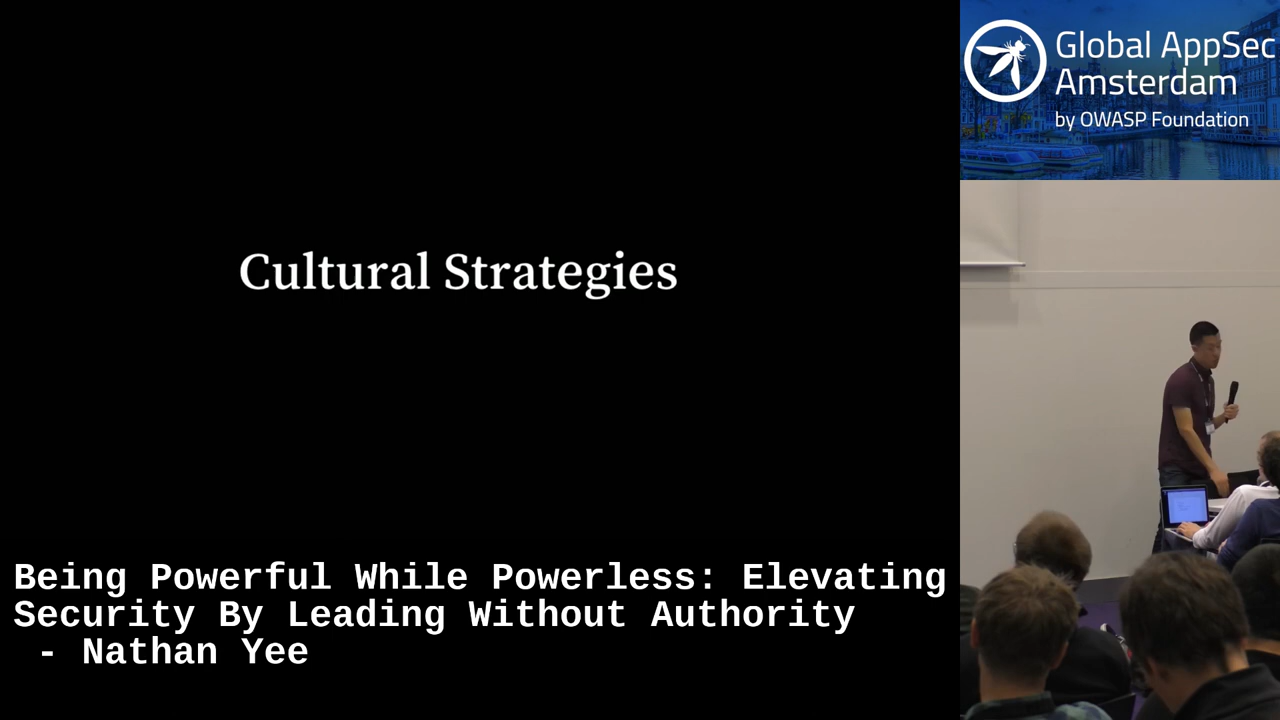 Cultural Strategies
Being Powerful While Powerless: Elevating
Security By Leading Without Authority
- Nathan Yee
Global AppSec
Amsterdam
by OWASP Foundation